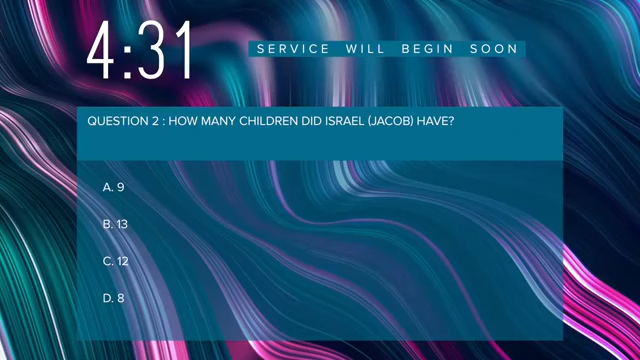 4:31
SERVICE WILL BEGIN SOON
QUESTION 2 : HOW MANY CHILDREN DID ISRAEL (JACOB) HAVE?
A. 9
B. 13
C. 12
D. 8